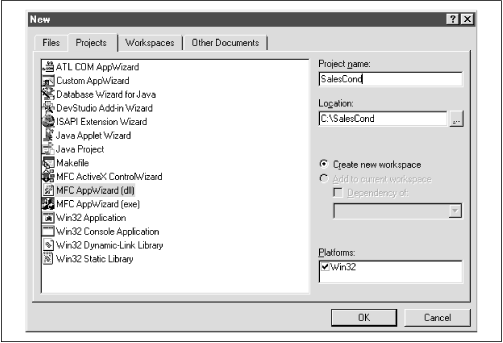 New
Files Projects Workspaces Other Documents
ATL COM AppWizard
Custom AppWizard
Database Wizard for Java
DevStudio Add-in Wizard
ISAPI Extension Wizard
Java Applet Wizard
Java Project
Makefile
MFC ActiveX ControlWizard
MFC AppWizard (dll)
MFC AppWizard (exe)
Win32 Application
Win32 Console Application
Win32 Dynamic-Link Library
Win32 Static Library
Project name:
SalesCond
Location:
C:\SalesCond
...
Create new workspace
Add to current workspace
Dependency of:
Platforms:
Win32
OK Cancel